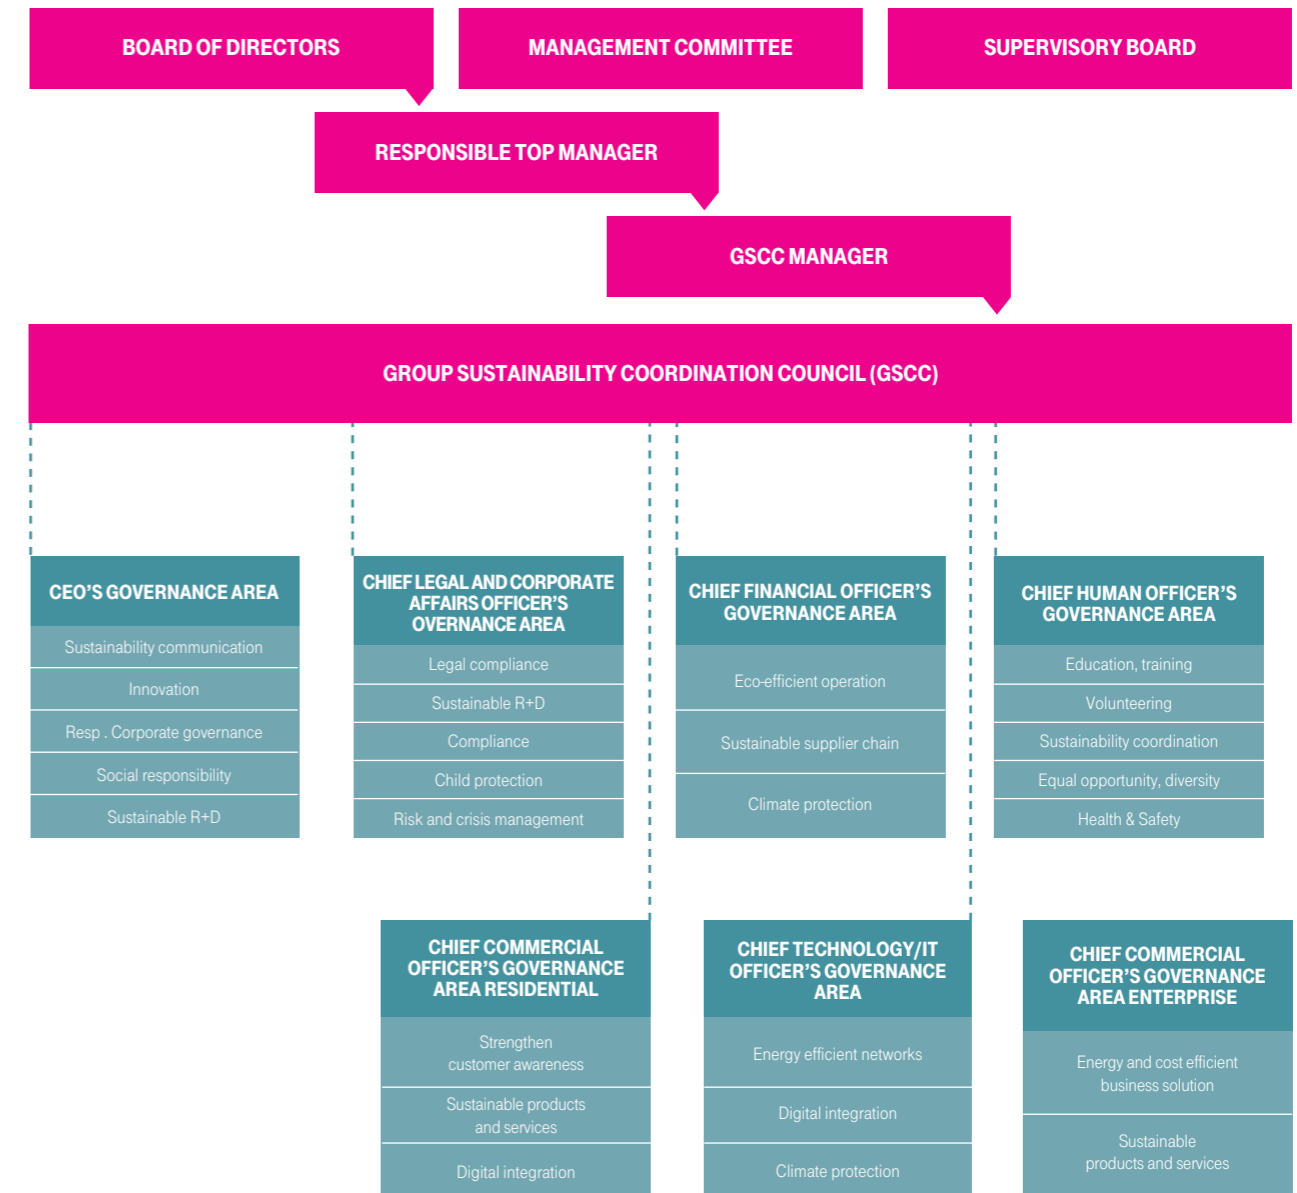 BOARD OF DIRECTORS
MANAGEMENT COMMITTEE
SUPERVISORY BOARD
RESPONSIBLE TOP MANAGER
GSCC MANAGER
GROUP SUSTAINABILITY COORDINATION COUNCIL (GSCC)
CEO'S GOVERNANCE AREA
Sustainability communication
Innovation
Resp . Corporate governance
Social responsibility
Sustainable R+D
CHIEF LEGAL AND CORPORATE
AFFAIRS OFFICER'S
OVERNANCE AREA
Legal compliance
Sustainable R+D
Compliance
Child protection
Risk and crisis management
CHIEF FINANCIAL OFFICER'S
GOVERNANCE AREA
Eco-efficient operation
Sustainable supplier chain
Climate protection
CHIEF HUMAN OFFICER'S
GOVERNANCE AREA
Education, training
Volunteering
Sustainability coordination
Equal opportunity, diversity
Health & Safety
CHIEF COMMERCIAL
OFFICER'S GOVERNANCE
AREA RESIDENTIAL
Strengthen
customer awareness
Sustainable products
and services
Digital integration
CHIEF TECHNOLOGY/IT
OFFICER'S GOVERNANCE
AREA
Energy efficient networks
Digital integration
Climate protection
CHIEF COMMERCIAL
OFFICER'S GOVERNANCE
AREA ENTERPRISE
Energy and cost efficient
business solution
Sustainable
products and services